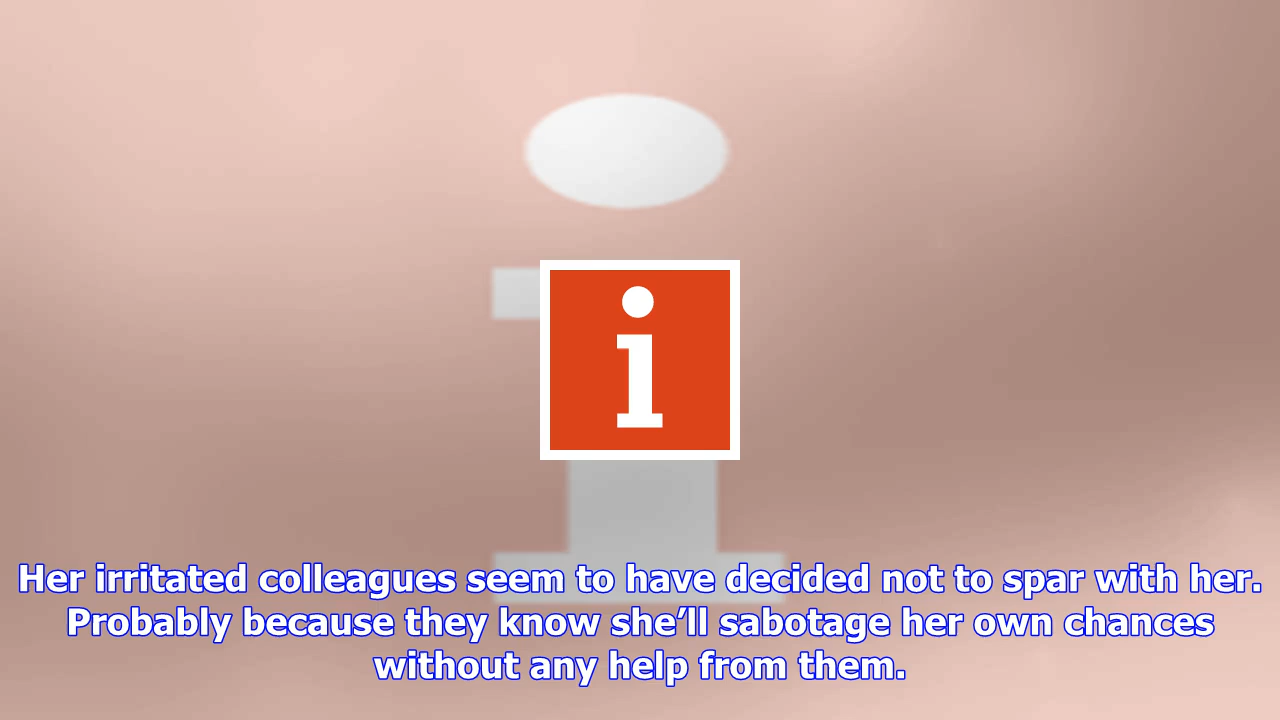 i
Her irritated colleagues seem to have decided not to spar with her.
Probably because they know she’ll sabotage her own chances
without any help from them.